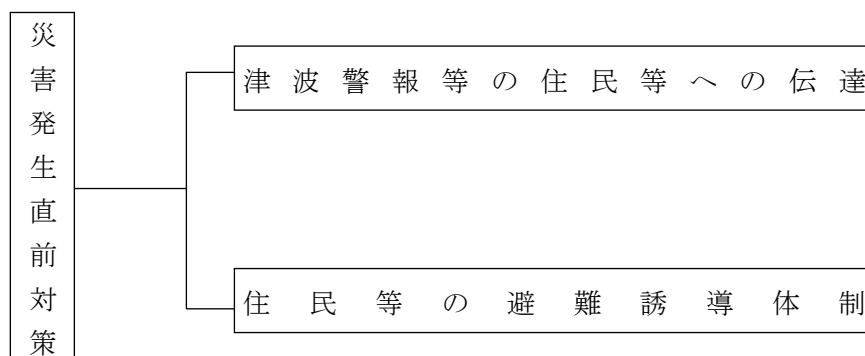 災害発生直前対策
津波警報等の住民等への伝達
住民等の避難誘導体制